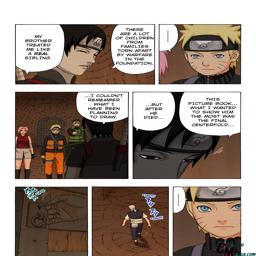 THERE ARE A
LOT OF CHILDREN
FROM
FAMILIES
TORN APART
BY WARFARE
IN THE
FOUNDATION.
MY
BROTHER
TREATED
ME LIKE
A REAL
SIBLING.
...
THIS
PICTURE
BOOK...
WHAT I
WANTED
TO SHOW
HIM
THE MOST
WAS THE
FINAL
CENTERFOLD.
...BUT
AFTER
HE
DIED...
...I COULDN'T
REMEMBER
WHAT I
HAVE BEEN
PLANNING
TO DRAW.